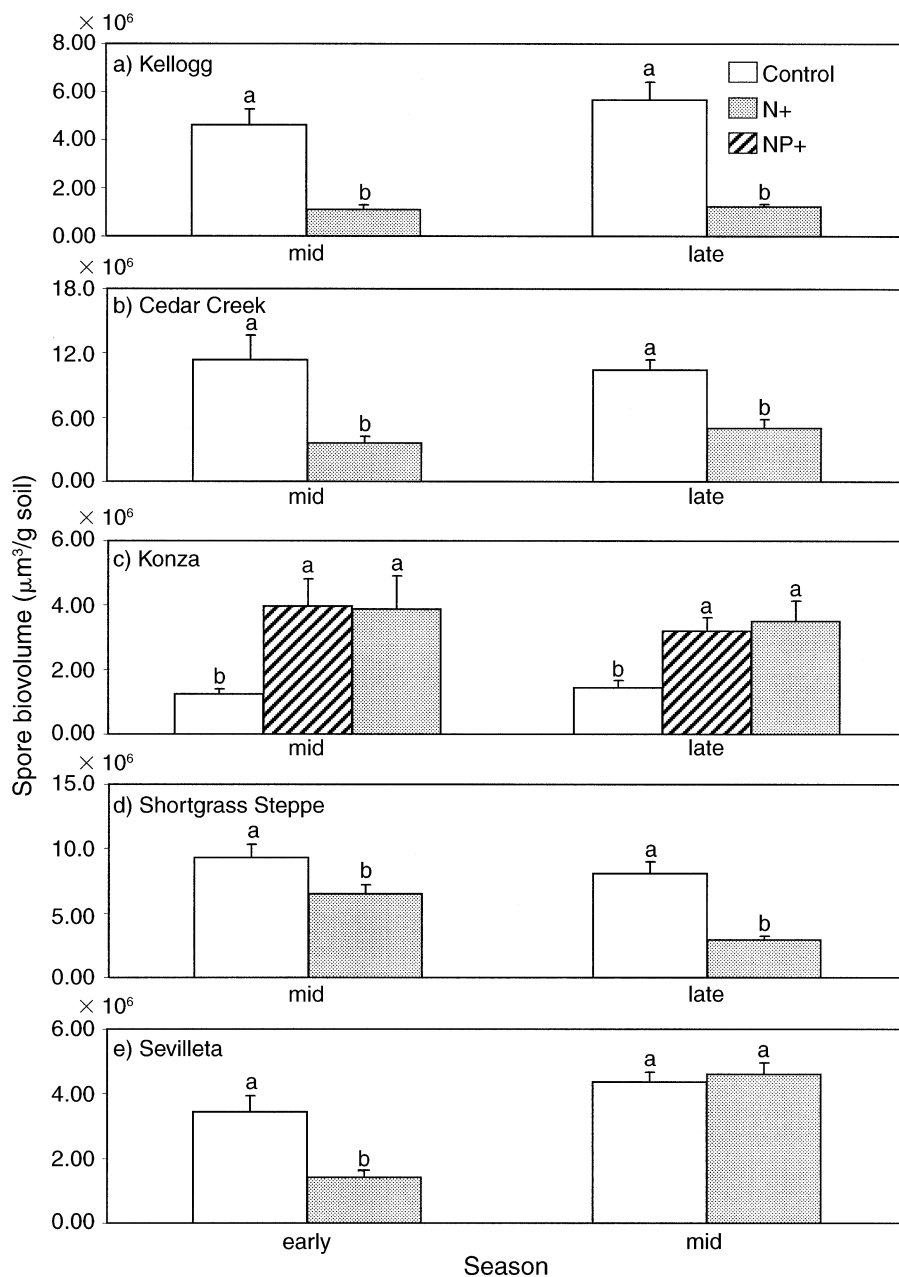 × 10⁶
8.00
a) Kellogg
a
a
Control
6.00
N+
4.00
NP+
2.00
b
b
0.00
mid
late
× 10⁶
18.0
b) Cedar Creek
a
a
12.0
b
b
6.00
0.00
mid
late
× 10⁶
6.00
c) Konza
a
a
a
a
4.00
b
b
2.00
0.00
mid
late
× 10⁶
15.0
d) Shortgrass Steppe
a
a
10.0
b
b
5.00
0.00
mid
late
× 10⁶
6.00
e) Sevilleta
a
a
a
4.00
b
2.00
0.00
early
mid
Season
Spore biovolume (μm³/g soil)